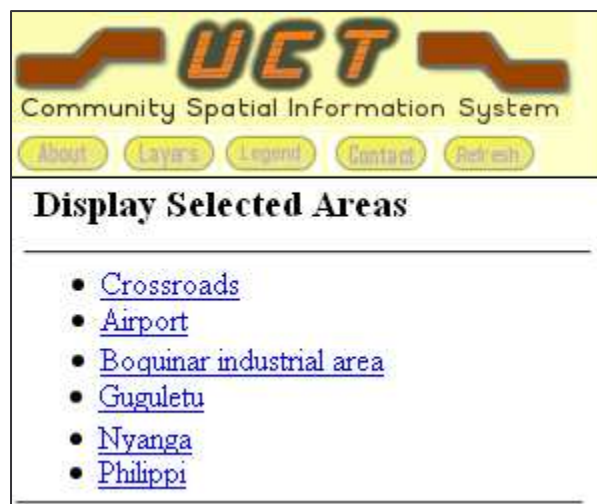 UCT
Community Spatial Information System
About Layers Legend Contact Refresh
Display Selected Areas
Crossroads
Airport
Boquinar industrial area
Guguletu
Nyanga
Philippi